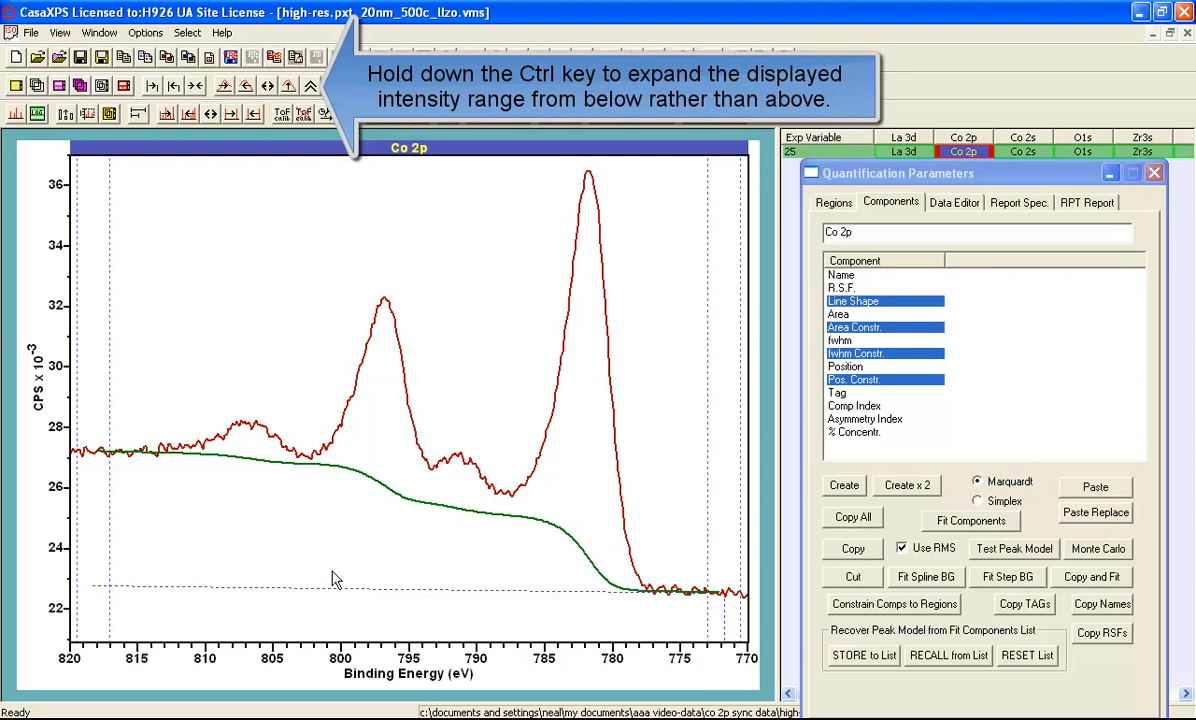 CasaXPS Licensed to:H926 UA Site License - [high-res.pxt_20nm_500c_llzo.vms]
File View Window Options Select Help
Hold down the Ctrl key to expand the displayed
intensity range from below rather than above.
ToF calib ToF calib
Co 2p
CPS x 10⁻³
36
34
32
30
28
26
24
22
820 815 810 805 800 795 790 785 780 775 770
Binding Energy (eV)
Exp Variable La 3d Co 2p Co 2s O1s Zr3s
25 La 3d Co 2p Co 2s O1s Zr3s
Quantification Parameters
Regions Components Data Editor Report Spec. RPT Report
Co 2p
Component
Name
R.S.F.
Line Shape
Area
Area Constr.
fwhm
fwhm Constr.
Position
Pos. Constr.
Tag
Comp Index
Asymmetry Index
% Concentr.
Create Create x 2 Marquardt Paste
Simplex
Copy All Fit Components Paste Replace
Copy Use RMS Test Peak Model Monte Carlo
Cut Fit Spline BG Fit Step BG Copy and Fit
Constrain Comps to Regions Copy TAGs Copy Names
Recover Peak Model from Fit Components List Copy RSFs
STORE to List RECALL from List RESET List
Ready c:\documents and settings\neal\my documents\aaa video-data\co 2p sync data\high-